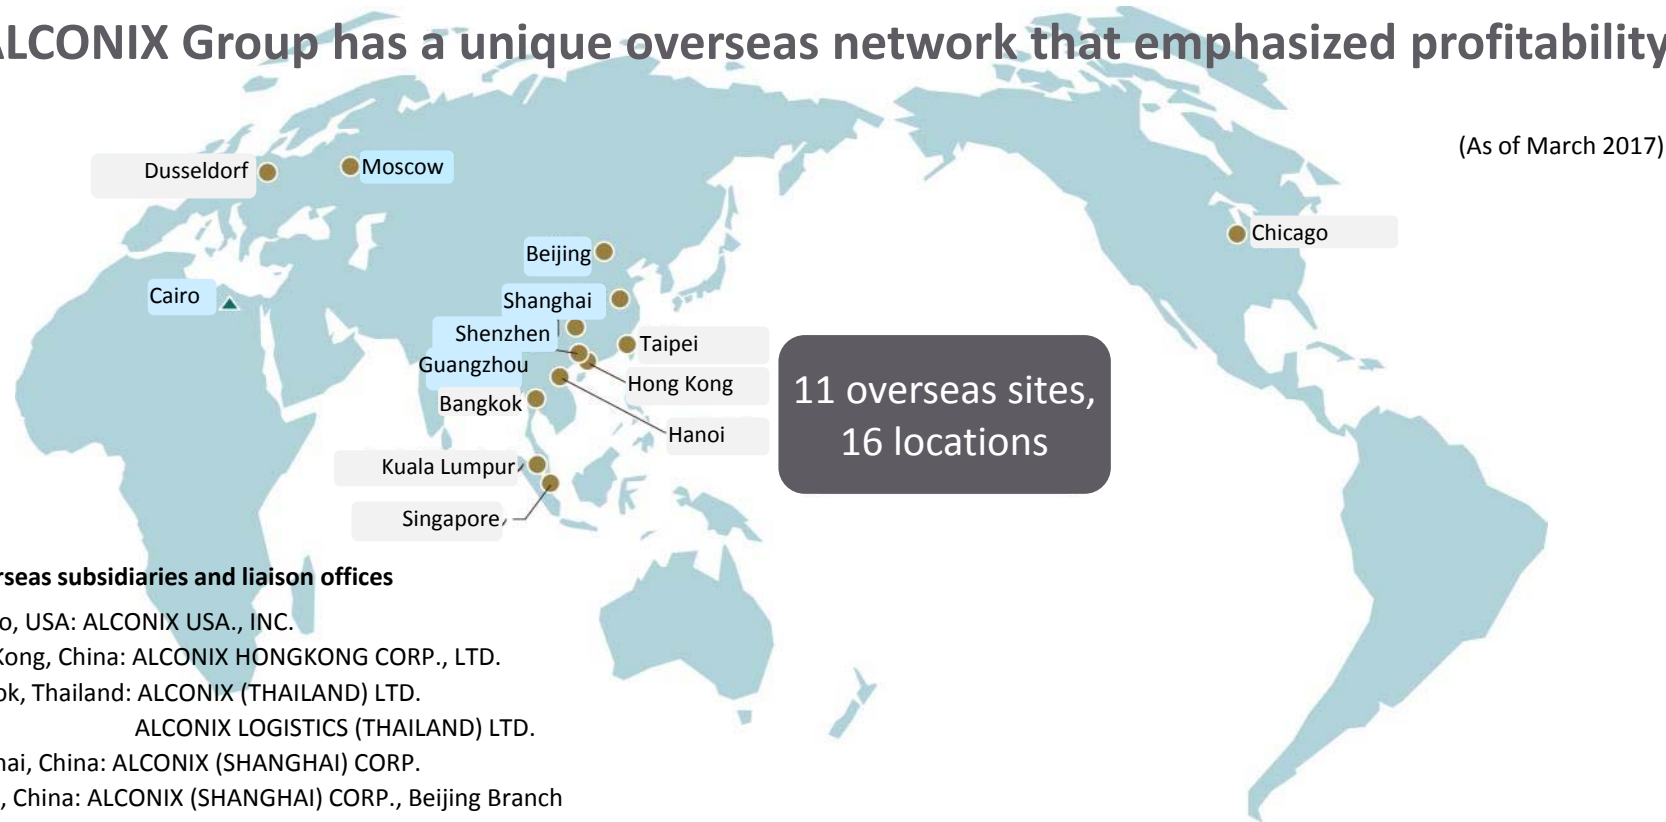 ALCONIX Group has a unique overseas network that emphasized profitability
(As of March 2017)
Dusseldorf
Moscow
Chicago
Beijing
Cairo
Shanghai
Shenzhen
Taipei
Guangzhou
Hong Kong
Bangkok
11 overseas sites,
16 locations
Hanoi
Kuala Lumpur
Singapore
rseas subsidiaries and liaison offices
o, USA: ALCONIX USA., INC.
Kong, China: ALCONIX HONGKONG CORP., LTD.
ok, Thailand: ALCONIX (THAILAND) LTD.
ALCONIX LOGISTICS (THAILAND) LTD.
hai, China: ALCONIX (SHANGHAI) CORP.
, China: ALCONIX (SHANGHAI) CORP., Beijing Branch